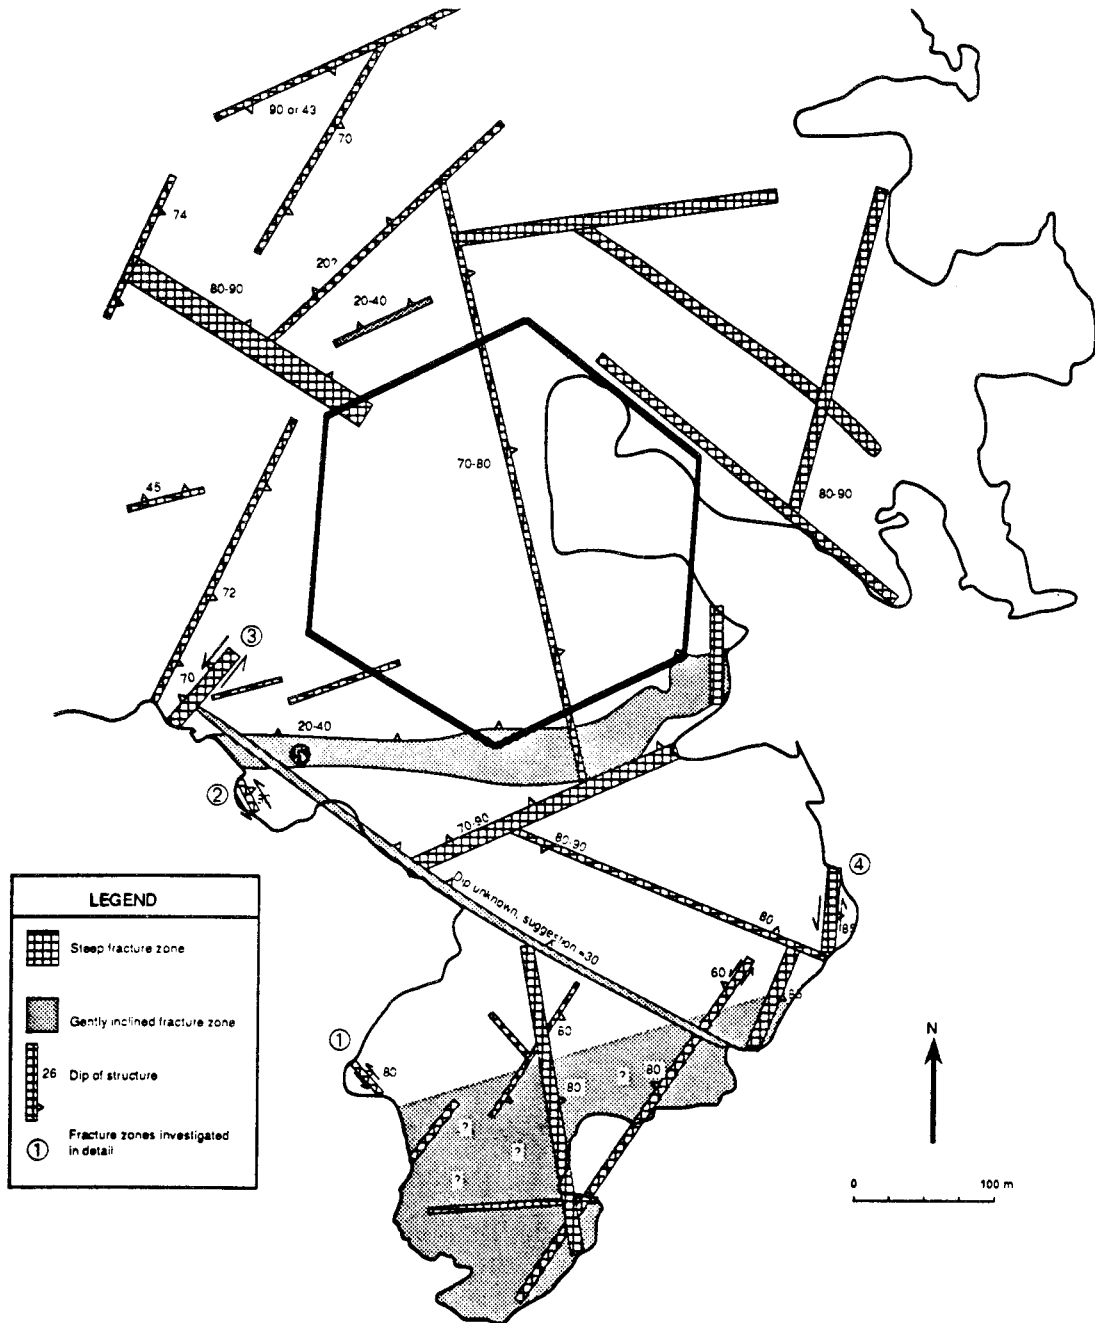 90 or 43
70
74
20?
80-90
20-40
70-80
45
80-90
72
③
70
20-40
②
70-90
80-90
④
80
85
Dip unknown, suggestion ≈30
60
60
①
80
80
80
?
?
?
?
LEGEND
Steep fracture zone
Gently inclined fracture zone
26 Dip of structure
① Fracture zones investigated
in detail
N
0 100 m